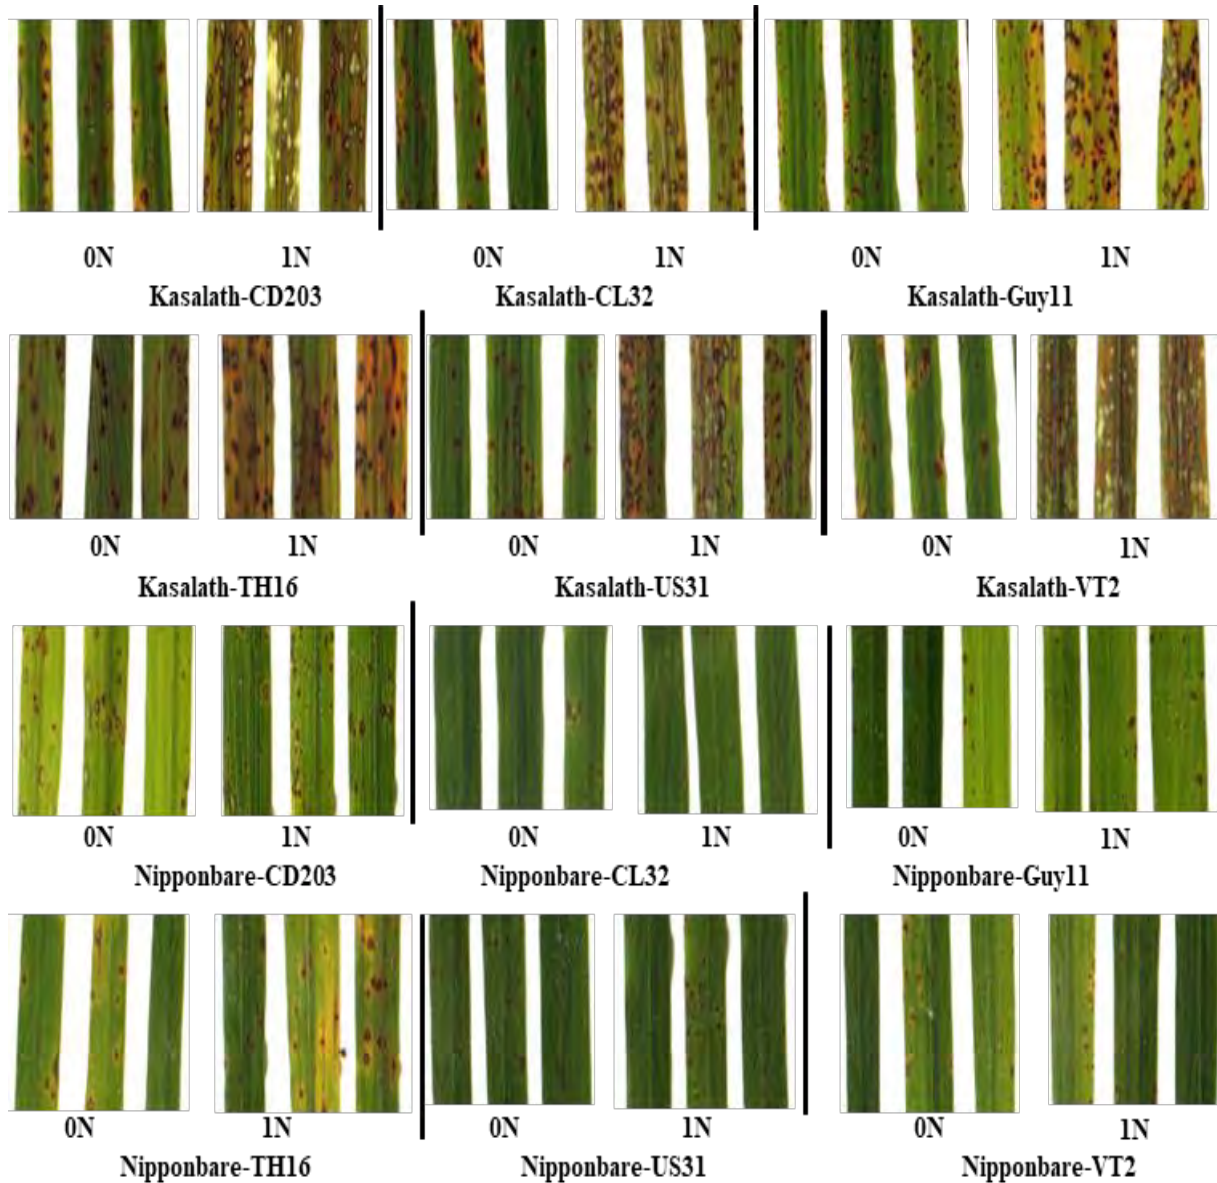 0N 1N 0N 1N 0N 1N
Kasalath-CD203 Kasalath-CL32 Kasalath-Guy11
0N 1N 0N 1N 0N 1N
Kasalath-TH16 Kasalath-US31 Kasalath-VT2
0N 1N 0N 1N 0N 1N
Nipponbare-CD203 Nipponbare-CL32 Nipponbare-Guy11
0N 1N 0N 1N 0N 1N
Nipponbare-TH16 Nipponbare-US31 Nipponbare-VT2